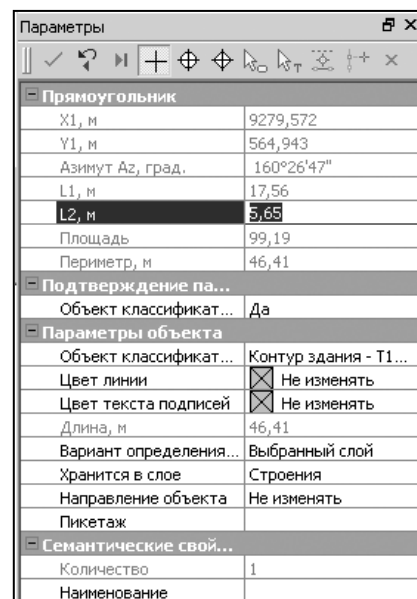 Параметры
Прямоугольник
X1, м 9279,572
Y1, м 564,943
Азимут Az, град. 160°26'47"
L1, м 17,56
L2, м 5,65
Площадь 99,19
Периметр, м 46,41
Подтверждение па...
Объект классификат... Да
Параметры объекта
Объект классификат... Контур здания - Т1...
Цвет линии Не изменять
Цвет текста подписей Не изменять
Длина, м 46,41
Вариант определения... Выбранный слой
Хранится в слое Строения
Направление объекта Не изменять
Пикетаж
Семантические свой...
Количество 1
Наименование